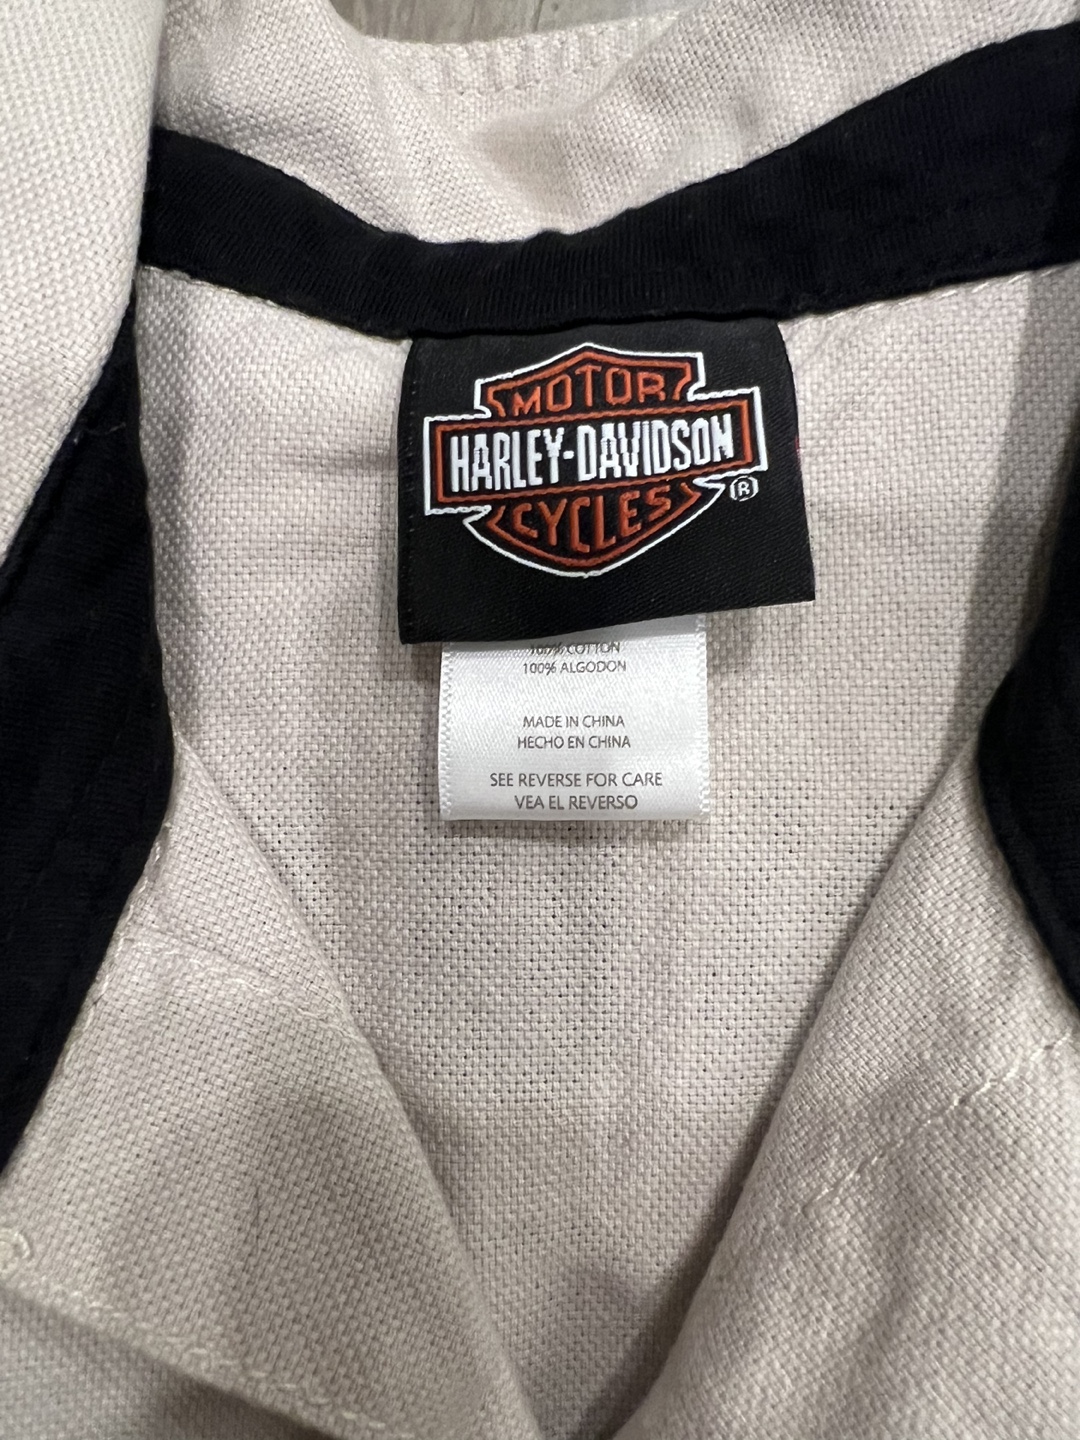 MOTOR
HARLEY-DAVIDSON
CYCLES
®
100% COTTON
100% ALGODON
MADE IN CHINA
HECHO EN CHINA
SEE REVERSE FOR CARE
VEA EL REVERSO